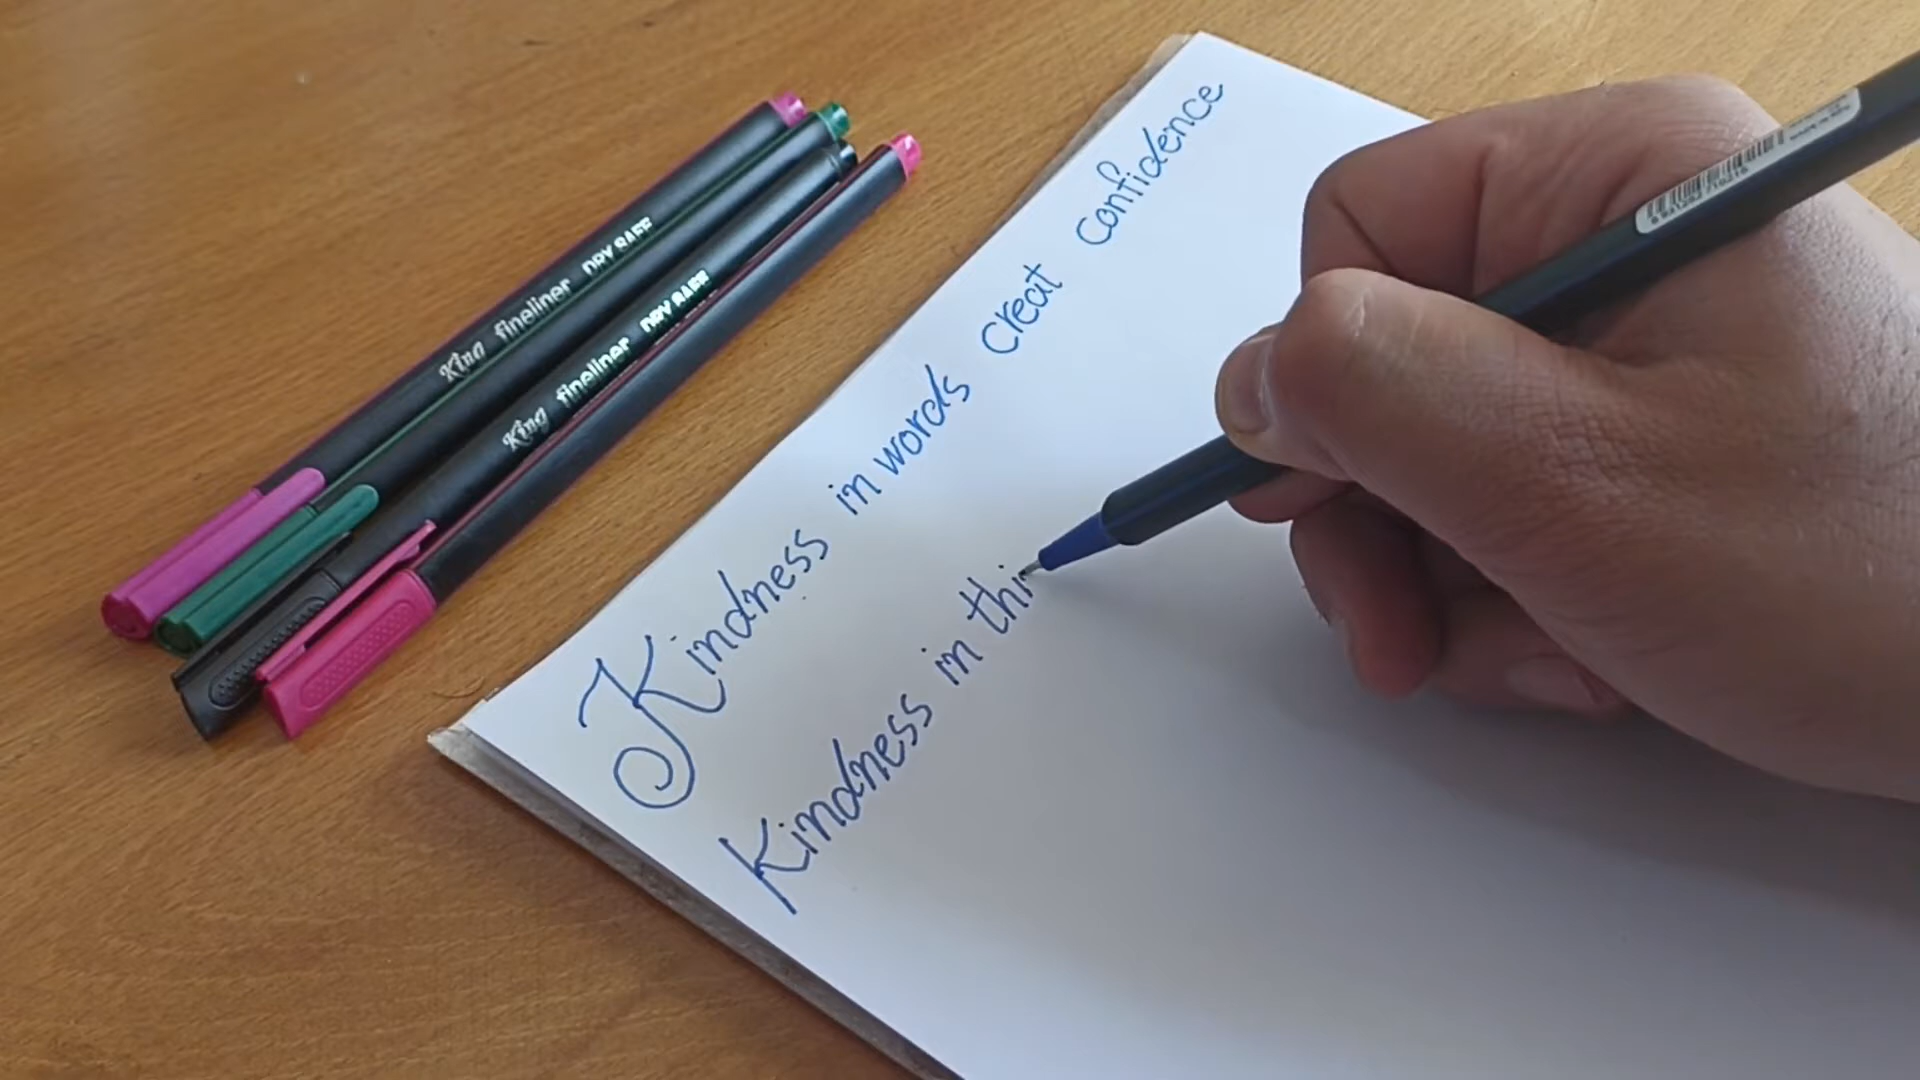 King fineliner DRY SAFE
King fineliner DRY SAFE
Kindness in words creat confidence
Kindness in thi